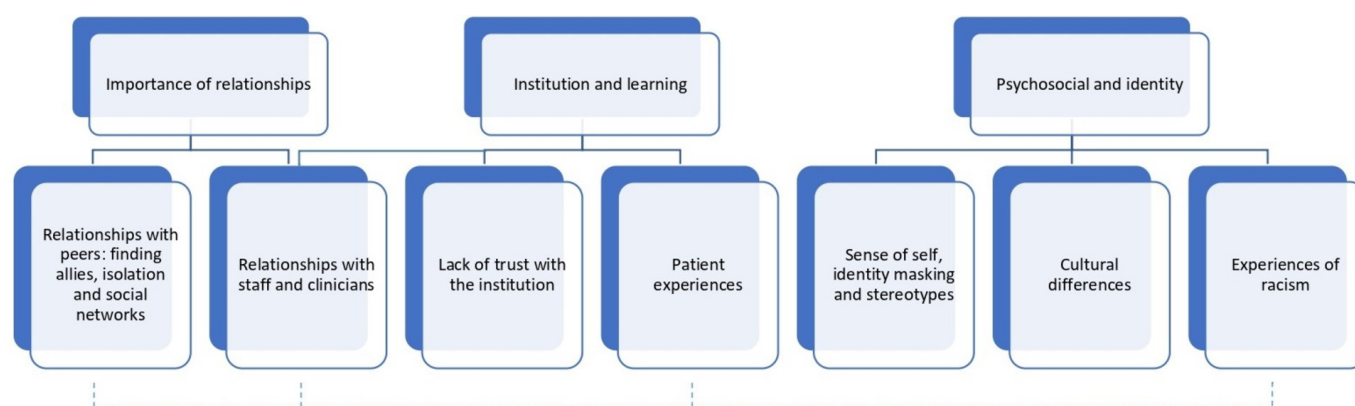 Importance of relationships
Institution and learning
Psychosocial and identity
Relationships with
peers: finding
allies, isolation
and social
networks
Relationships with
staff and clinicians
Lack of trust with
the institution
Patient
experiences
Sense of self,
identity masking
and stereotypes
Cultural
differences
Experiences of
racism